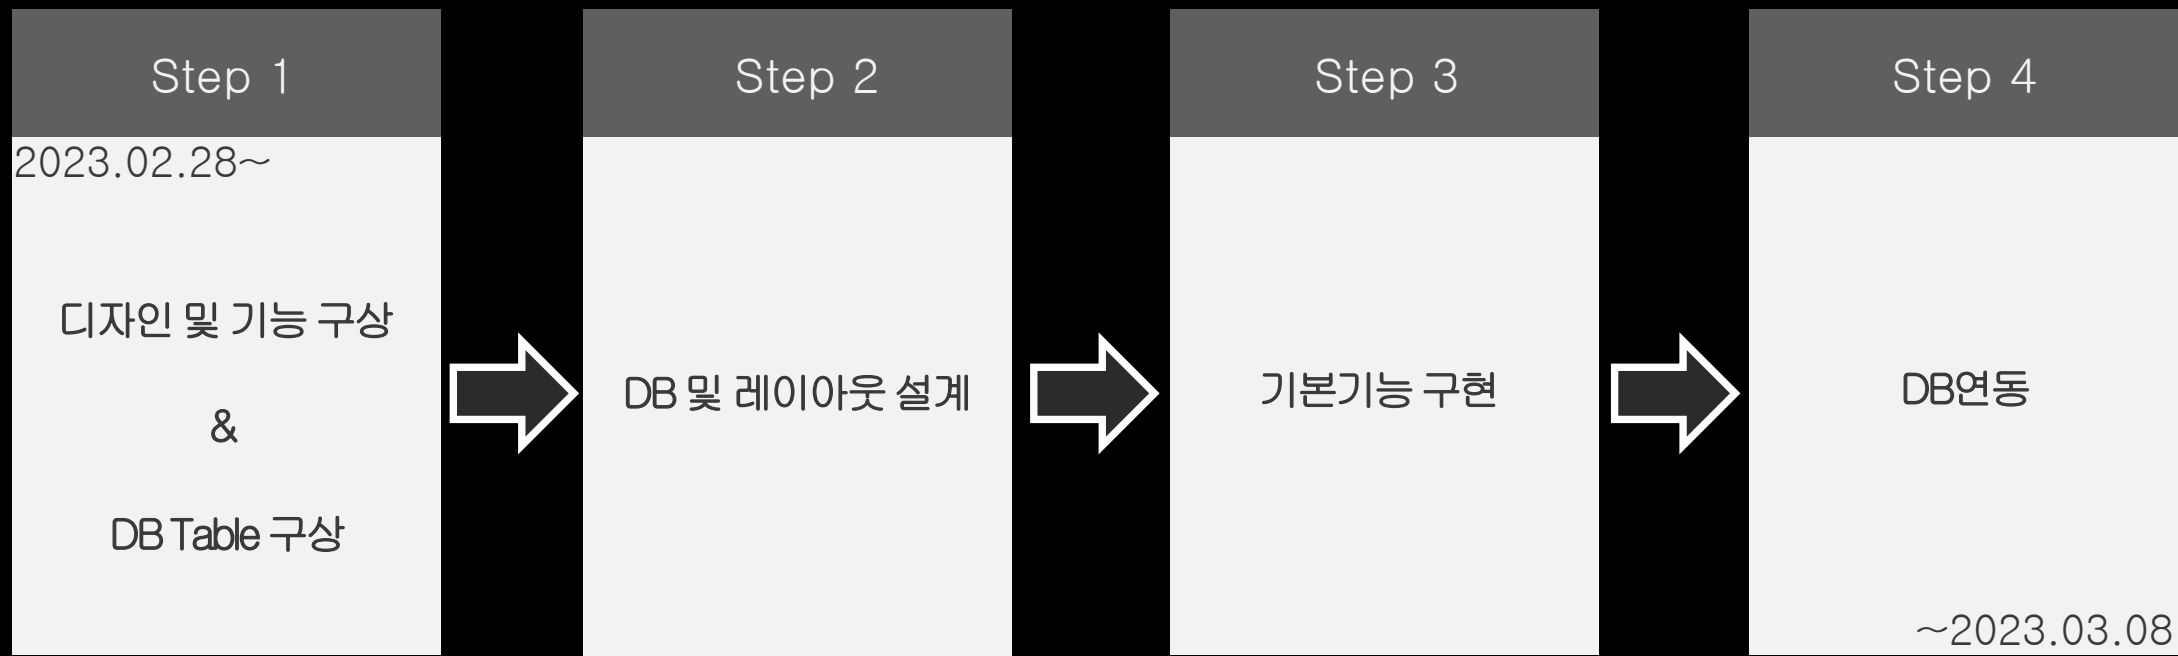 Step 1
2023.02.28~
디자인 및 기능 구상
&
DB Table 구상
Step 2
DB 및 레이아웃 설계
Step 3
기본기능 구현
Step 4
DB연동
~2023.03.08